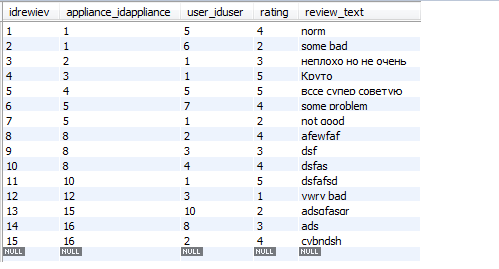 idrewiev appliance_idappliance user_iduser rating review_text
1 1 5 4 norm
2 1 6 2 some bad
3 2 1 3 неплохо но не очень
4 3 1 5 Круто
5 4 5 5 вссе супер советую
6 5 7 4 some problem
7 5 1 2 not good
8 8 2 4 afewfaf
9 8 3 3 dsf
10 8 4 4 dsfas
11 10 1 5 dsfafsd
12 12 3 1 vwrv bad
13 15 10 2 adsgfasgr
14 16 8 3 ads
15 16 2 4 cvbndsh
NULL NULL NULL NULL NULL